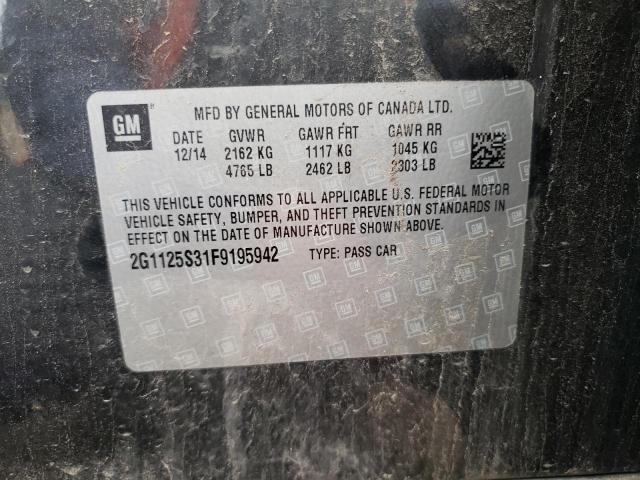 GM
MFD BY GENERAL MOTORS OF CANADA LTD.
DATE GVWR GAWR FRT GAWR RR
12/14 2162 KG 1117 KG 1045 KG
4765 LB 2462 LB 2303 LB
THIS VEHICLE CONFORMS TO ALL APPLICABLE U.S. FEDERAL MOTOR
VEHICLE SAFETY, BUMPER, AND THEFT PREVENTION STANDARDS IN
EFFECT ON THE DATE OF MANUFACTURE SHOWN ABOVE.
2G1125S31F9195942 TYPE: PASS CAR